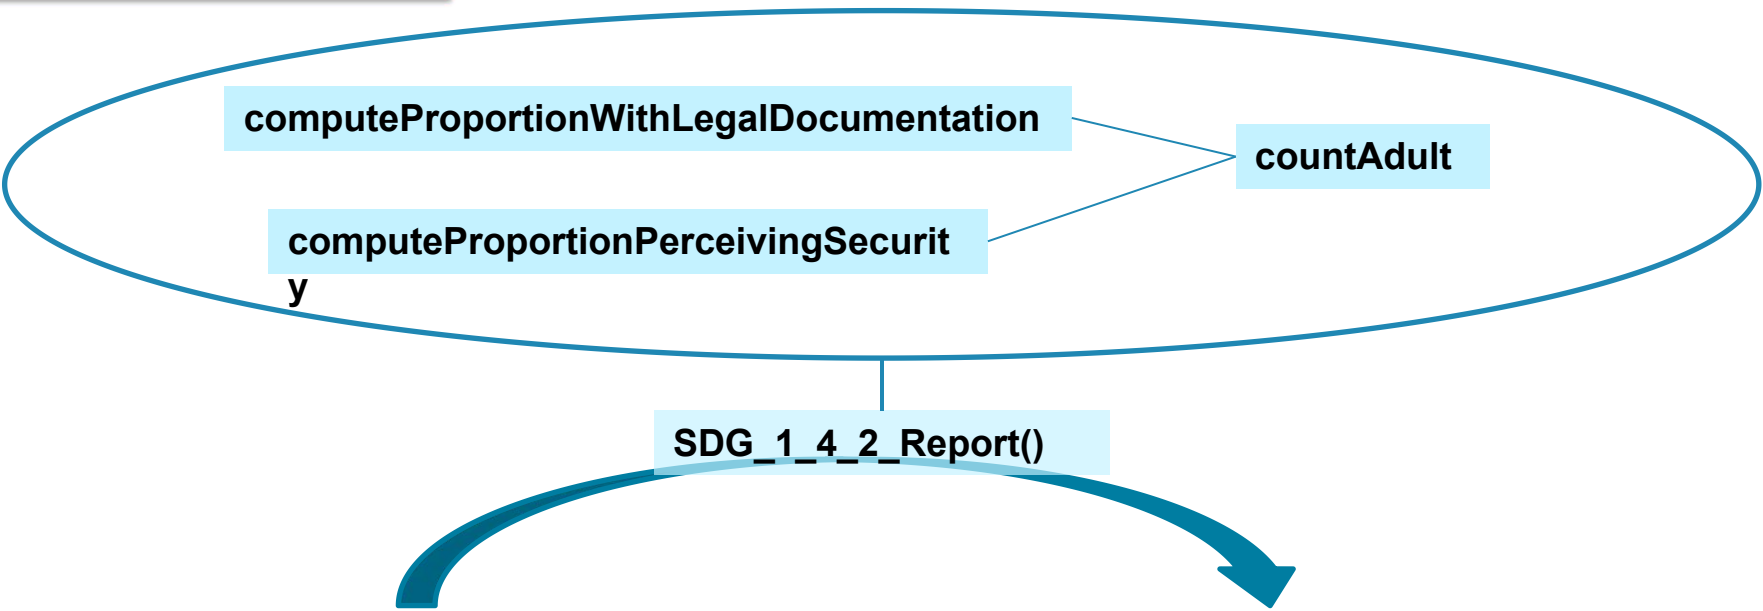 computeProportionWithLegalDocumentation
countAdult
computeProportionPerceivingSecurit
y
SDG_1_4_2_Report()